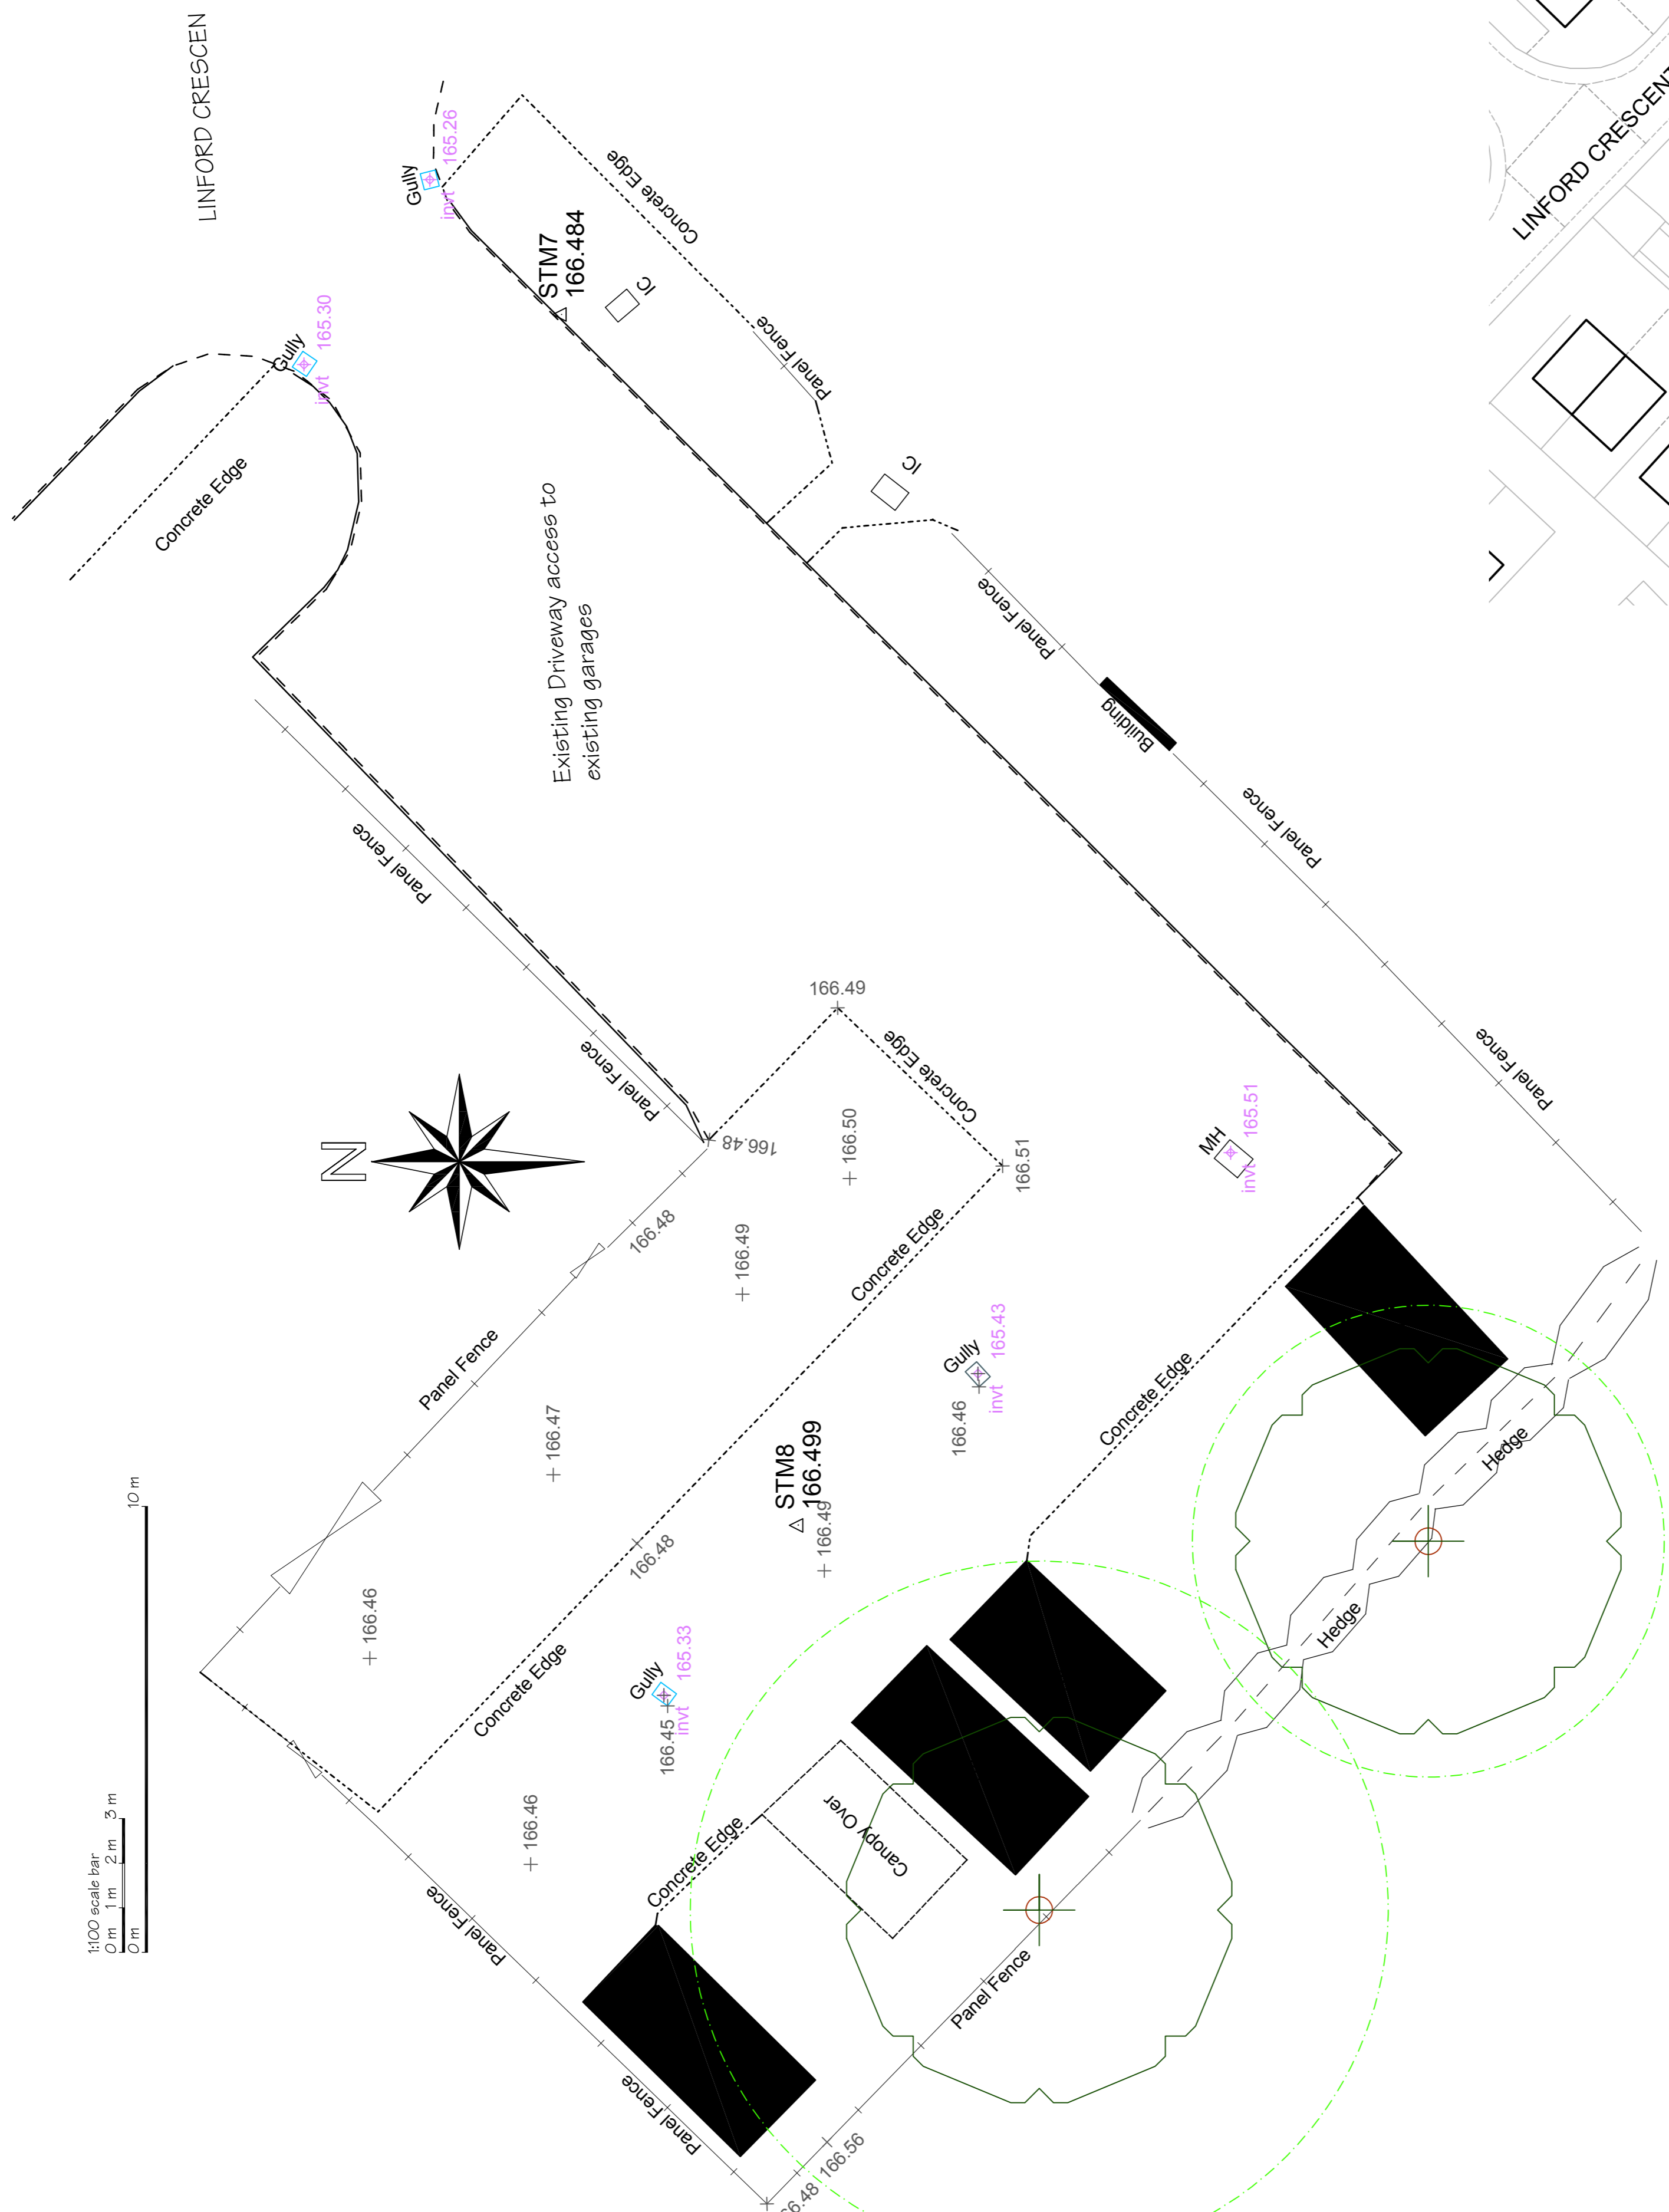 LINFORD CRESCEN
Gully
invt 165.26
Concrete Edge
STM7
166.484
IC
LINFORD CRESCENT
Gully
invt 165.30
Concrete Edge
Panel Fence
IC
Existing Driveway access to
existing garages
Panel Fence
Building
Panel Fence
Panel Fence
166.49
Panel Fence
Concrete Edge
Panel Fence
N
166.48
166.50
166.51
MH
invt 165.51
166.48
166.49
Concrete Edge
Panel Fence
Gully
invt 165.43
166.46
Concrete Edge
166.47
STM8
166.499
166.49
Hedge
10 m
166.46
166.48
Hedge
Concrete Edge
Gully
invt 165.33
166.45
166.46
Canopy Over
Concrete Edge
1:100 scale bar
0 m 1 m 2 m 3 m
0 m
Panel Fence
Panel Fence
Panel Fence
166.56
66.48